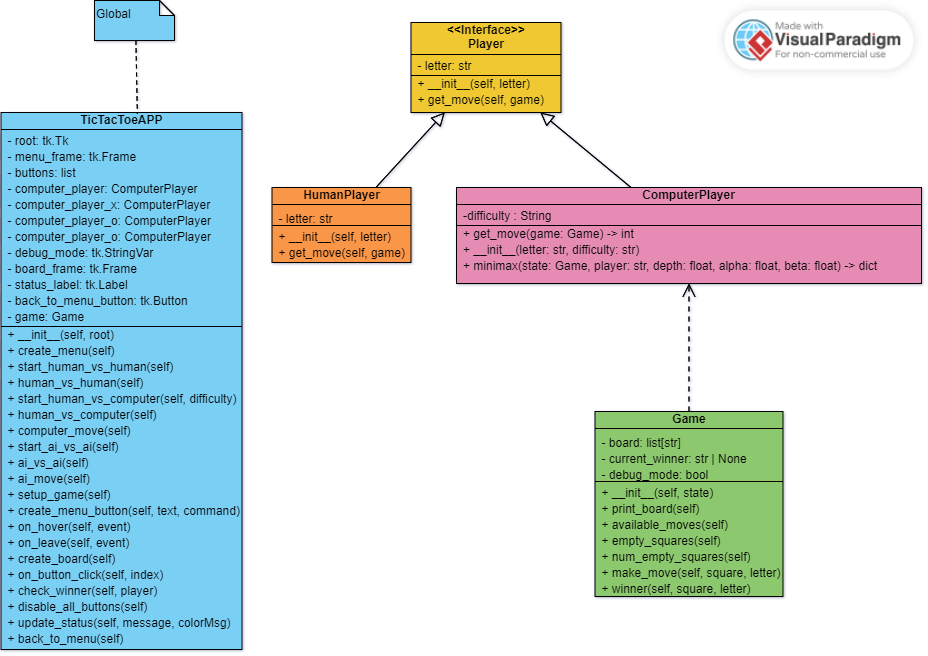 Global
TicTacToeAPP
- root: tk.Tk
- menu_frame: tk.Frame
- buttons: list
- computer_player: ComputerPlayer
- computer_player_x: ComputerPlayer
- computer_player_o: ComputerPlayer
- computer_player_o: ComputerPlayer
- debug_mode: tk.StringVar
- board_frame: tk.Frame
- status_label: tk.Label
- back_to_menu_button: tk.Button
- game: Game
+ __init__(self, root)
+ create_menu(self)
+ start_human_vs_human(self)
+ human_vs_human(self)
+ start_human_vs_computer(self, difficulty)
+ human_vs_computer(self)
+ computer_move(self)
+ start_ai_vs_ai(self)
+ ai_vs_ai(self)
+ ai_move(self)
+ setup_game(self)
+ create_menu_button(self, text, command)
+ on_hover(self, event)
+ on_leave(self, event)
+ create_board(self)
+ on_button_click(self, index)
+ check_winner(self, player)
+ disable_all_buttons(self)
+ update_status(self, message, colorMsg)
+ back_to_menu(self)
<<Interface>>
Player
- letter: str
+ __init__(self, letter)
+ get_move(self, game)
Made with
Visual Paradigm
For non-commercial use
HumanPlayer
- letter: str
+ __init__(self, letter)
+ get_move(self, game)
ComputerPlayer
-difficulty : String
+ get_move(game: Game) -> int
+ __init__(letter: str, difficulty: str)
+ minimax(state: Game, player: str, depth: float, alpha: float, beta: float) -> dict
Game
- board: list[str]
- current_winner: str | None
- debug_mode: bool
+ __init__(self, state)
+ print_board(self)
+ available_moves(self)
+ empty_squares(self)
+ num_empty_squares(self)
+ make_move(self, square, letter)
+ winner(self, square, letter)